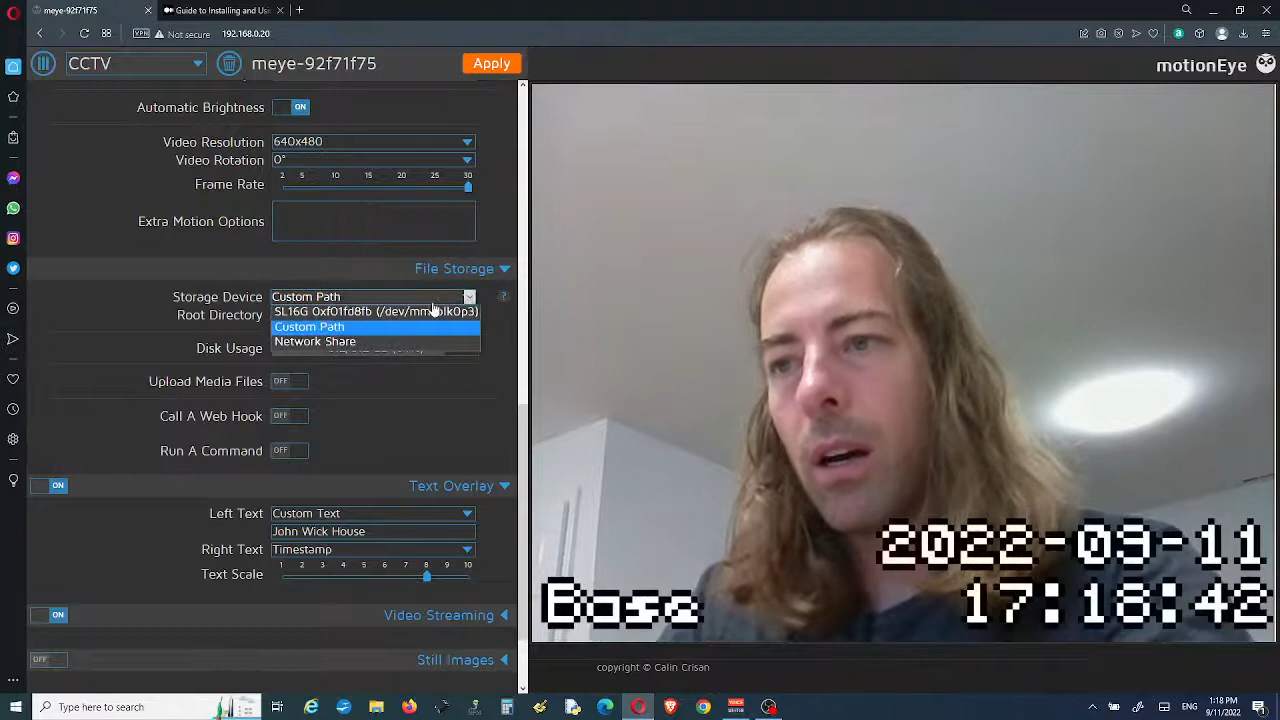 meye-92f71f75
Guide to Installing and Usi
VPN
Not secure
192.168.0.20
CCTV
meye-92f71f75
Apply
motionEye
Automatic Brightness
ON
Video Resolution
640x480
Video Rotation
0°
2 5 10 15 20 25 30
Frame Rate
Extra Motion Options
File Storage
Storage Device
Custom Path
?
Root Directory
SL16G 0xf01fd8fb
Custom Path
Disk Usage
Network Share
Upload Media Files
OFF
Call A Web Hook
OFF
Run A Command
OFF
ON
Text Overlay
Left Text
Custom Text
John Wick House
Right Text
Timestamp
1 2 3 4 5 6 7 8 9 10
Text Scale
ON
Video Streaming
OFF
Still Images
2022-09-11
Basa
17:18:42
copyright © Calin Crisan
Type here to search
1:18 PM
9/11/2022